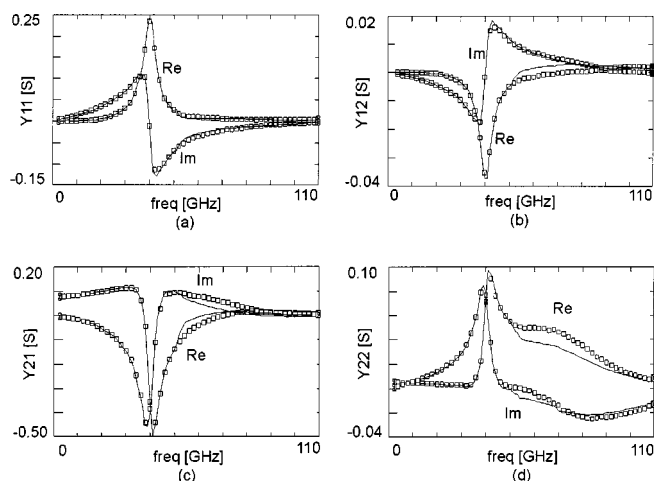 0.25
Y11 [S]
Re
Im
-0.15
0
110
freq [GHz]
(a)
0.02
Y12 [S]
Im
Re
-0.04
0
110
freq [GHz]
(b)
0.20
Y21 [S]
Im
Re
-0.50
0
110
freq [GHz]
(c)
0.10
Y22 [S]
Re
Im
-0.04
0
110
freq [GHz]
(d)